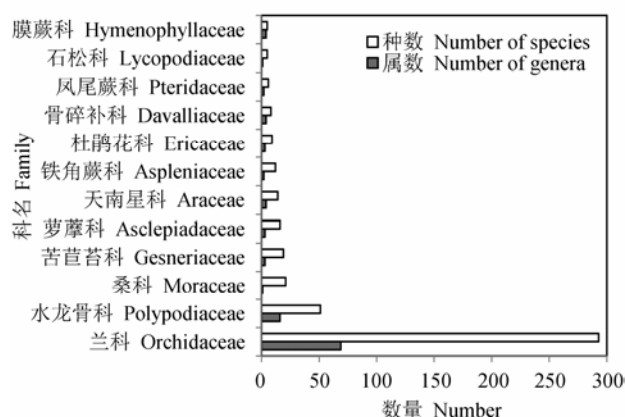 膜蕨科 Hymenophyllaceae
石松科 Lycopodiaceae
凤尾蕨科 Pteridaceae
骨碎补科 Davalliaceae
杜鹃花科 Ericaceae
铁角蕨科 Aspleniaceae
天南星科 Araceae
萝藦科 Asclepiadaceae
苦苣苔科 Gesneriaceae
桑科 Moraceae
水龙骨科 Polypodiaceae
兰科 Orchidaceae
科名 Family
种数 Number of species
属数 Number of genera
0 50 100 150 200 250 300
数量 Number